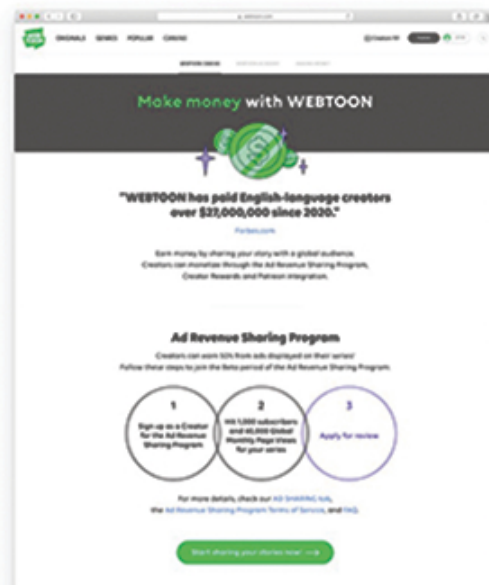 WEB
TOON
ORIGINALS GENRES POPULAR CANVAS
Make money with WEBTOON
"WEBTOON has paid English-language creators
over $27,000,000 since 2020."
Forbes.com
Earn money by sharing your story with a global audience.
Creators can monetize through the Ad Revenue Sharing Program,
Creator Rewards and Patreon integration.
Ad Revenue Sharing Program
Creators can earn 50% from ads displayed on their series!
Follow these steps to join the Beta period of the Ad Revenue Sharing Program:
1
Sign up as a Creator
for the Ad Revenue
Sharing Program
2
Hit 1,000 subscribers
and 40,000 Global
Monthly Page Views
for your series
3
Apply for review
For more details, check our AD SHARING
the Ad Revenue Sharing Program Terms of Service, and FAQ.
Start sharing your stories now!